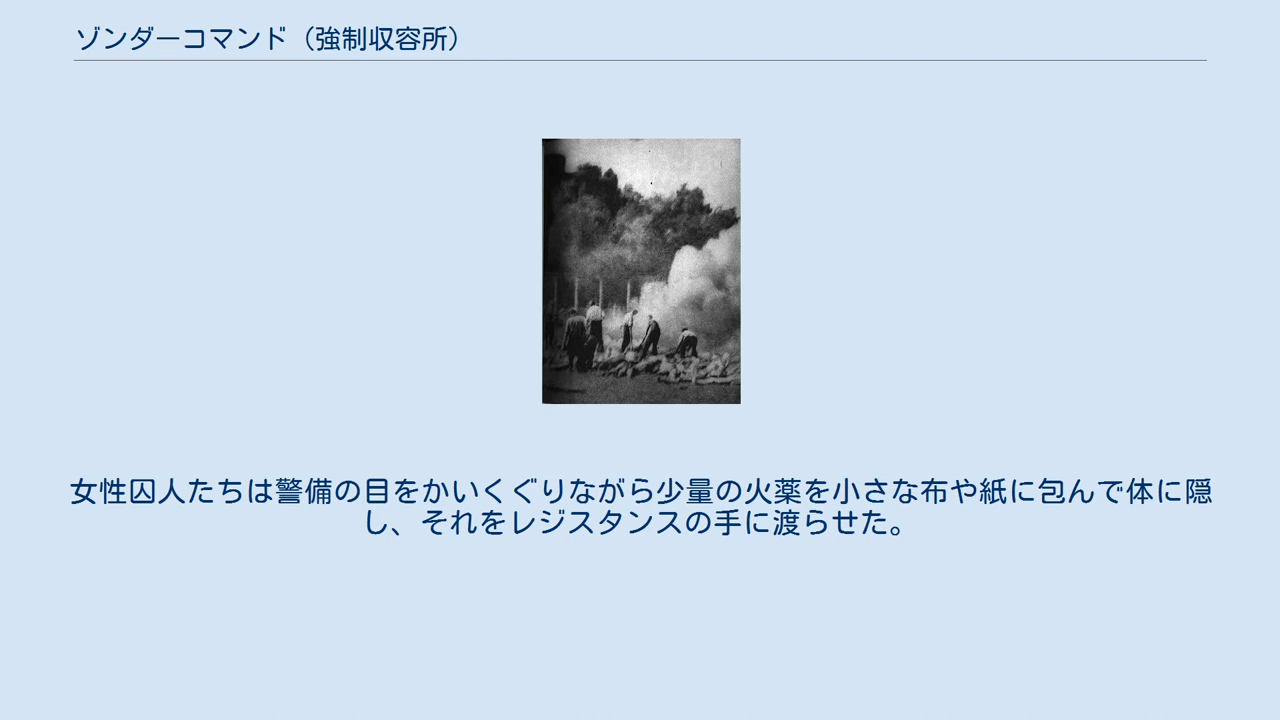 ゾンダーコマンド（強制収容所）
女性囚人たちは警備の目をかいくぐりながら少量の火薬を小さな布や紙に包んで体に隠
し、それをレジスタンスの手に渡らせた。